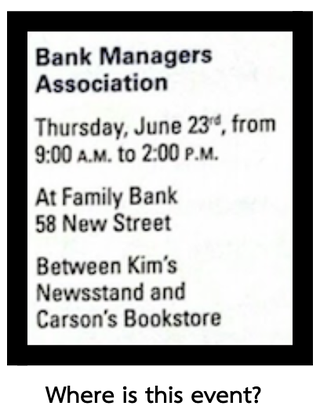 Bank Managers
Association
Thursday, June 23rd, from
9:00 A.M. to 2:00 P.M.
At Family Bank
58 New Street
Between Kim's
Newsstand and
Carson's Bookstore
Where is this event?